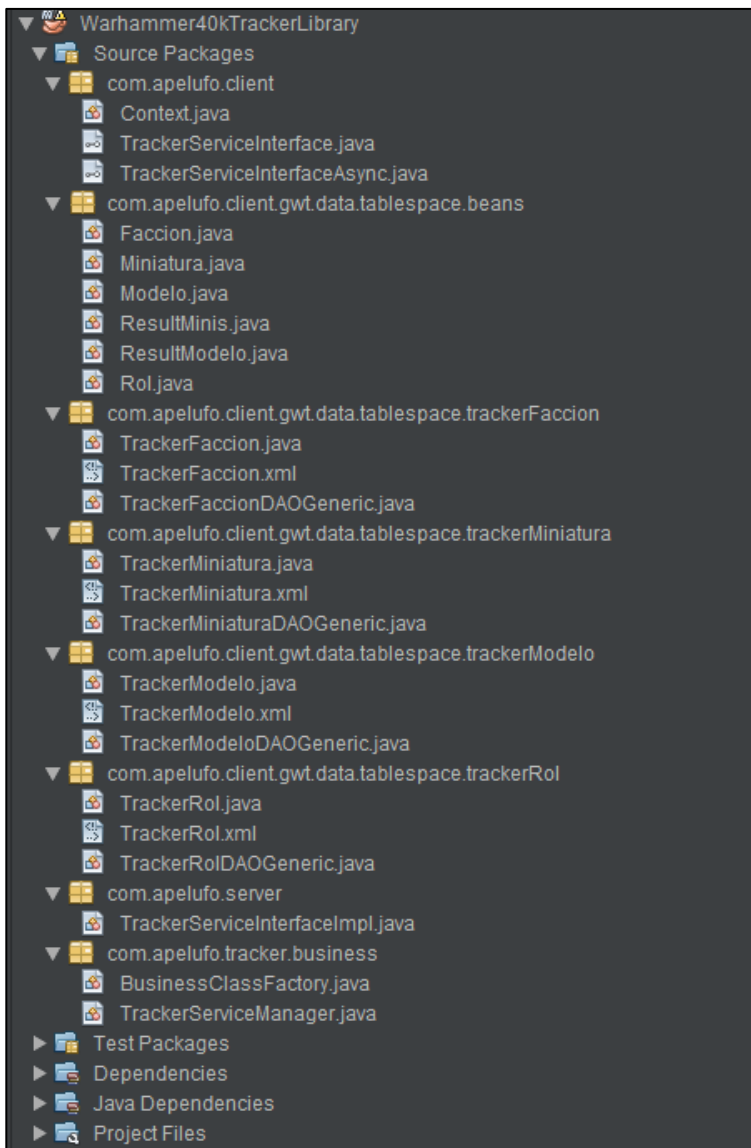 Warhammer40kTrackerLibrary
Source Packages
com.apelufo.client
Context.java
TrackerServiceInterface.java
TrackerServiceInterfaceAsync.java
com.apelufo.client.gwt.data.tablespace.beans
Faccion.java
Miniatura.java
Modelo.java
ResultMinis.java
ResultModelo.java
Rol.java
com.apelufo.client.gwt.data.tablespace.trackerFaccion
TrackerFaccion.java
TrackerFaccion.xml
TrackerFaccionDAOGeneric.java
com.apelufo.client.gwt.data.tablespace.trackerMiniatura
TrackerMiniatura.java
TrackerMiniatura.xml
TrackerMiniaturaDAOGeneric.java
com.apelufo.client.gwt.data.tablespace.trackerModelo
TrackerModelo.java
TrackerModelo.xml
TrackerModeloDAOGeneric.java
com.apelufo.client.gwt.data.tablespace.trackerRol
TrackerRol.java
TrackerRol.xml
TrackerRolDAOGeneric.java
com.apelufo.server
TrackerServiceInterfaceImpl.java
com.apelufo.tracker.business
BusinessClassFactory.java
TrackerServiceManager.java
Test Packages
Dependencies
Java Dependencies
Project Files